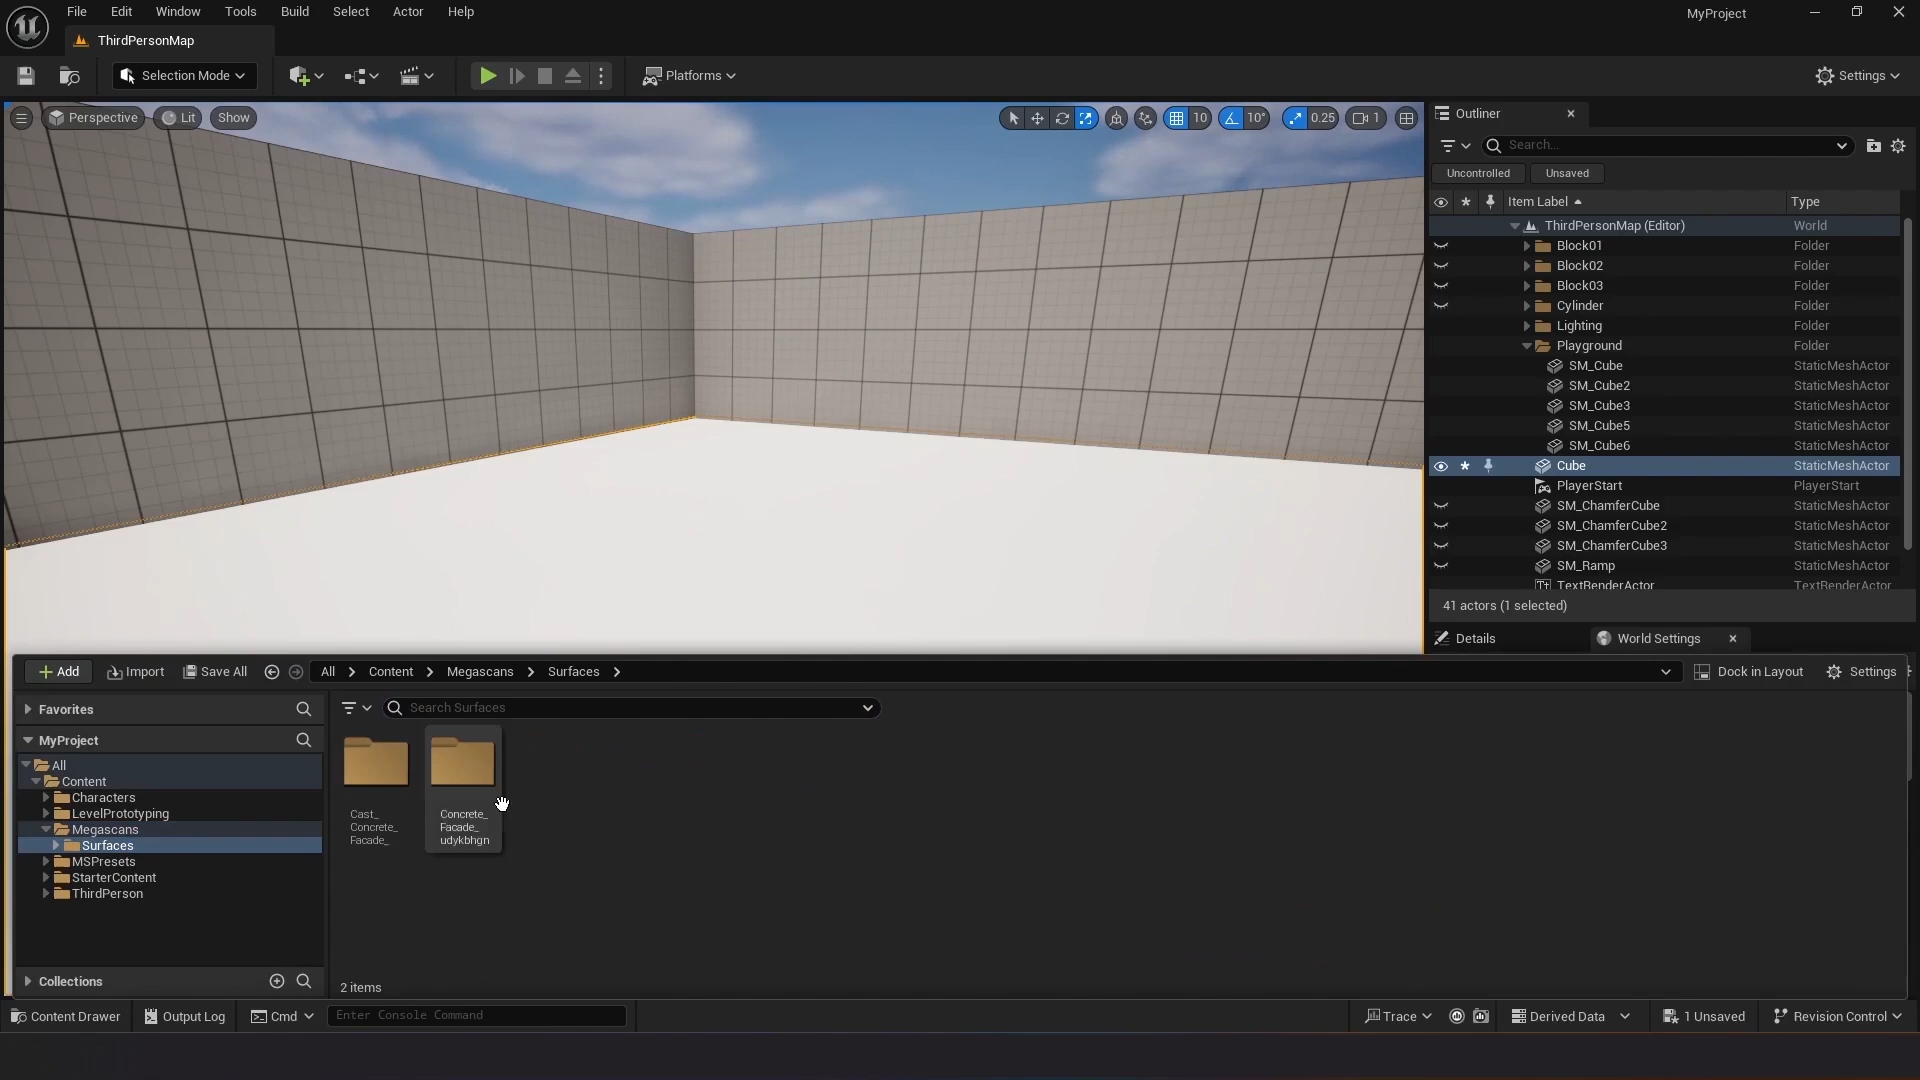 File Edit Window Tools Build Select Actor Help
MyProject
ThirdPersonMap
Selection Mode
Platforms
Settings
Perspective Lit Show
10 10° 0.25 1
Outliner
Search...
Uncontrolled Unsaved
Item Label Type
ThirdPersonMap (Editor) World
Block01 Folder
Block02 Folder
Block03 Folder
Cylinder Folder
Lighting Folder
Playground Folder
SM_Cube StaticMeshActor
SM_Cube2 StaticMeshActor
SM_Cube3 StaticMeshActor
SM_Cube5 StaticMeshActor
SM_Cube6 StaticMeshActor
Cube StaticMeshActor
PlayerStart PlayerStart
SM_ChamferCube StaticMeshActor
SM_ChamferCube2 StaticMeshActor
SM_ChamferCube3 StaticMeshActor
SM_Ramp StaticMeshActor
TextRenderActor TextRenderActor
41 actors (1 selected)
Details World Settings
Add Import Save All All Content Megascans Surfaces Dock in Layout Settings
Favorites
Search Surfaces
MyProject
All
Content
Characters
LevelPrototyping
Megascans
Surfaces
MSPresets
StarterContent
ThirdPerson
Collections
Cast_
Concrete_
Facade_
Concrete_
Facade_
udykbhgn
2 items
Content Drawer Output Log Cmd Enter Console Command Trace Derived Data 1 Unsaved Revision Control